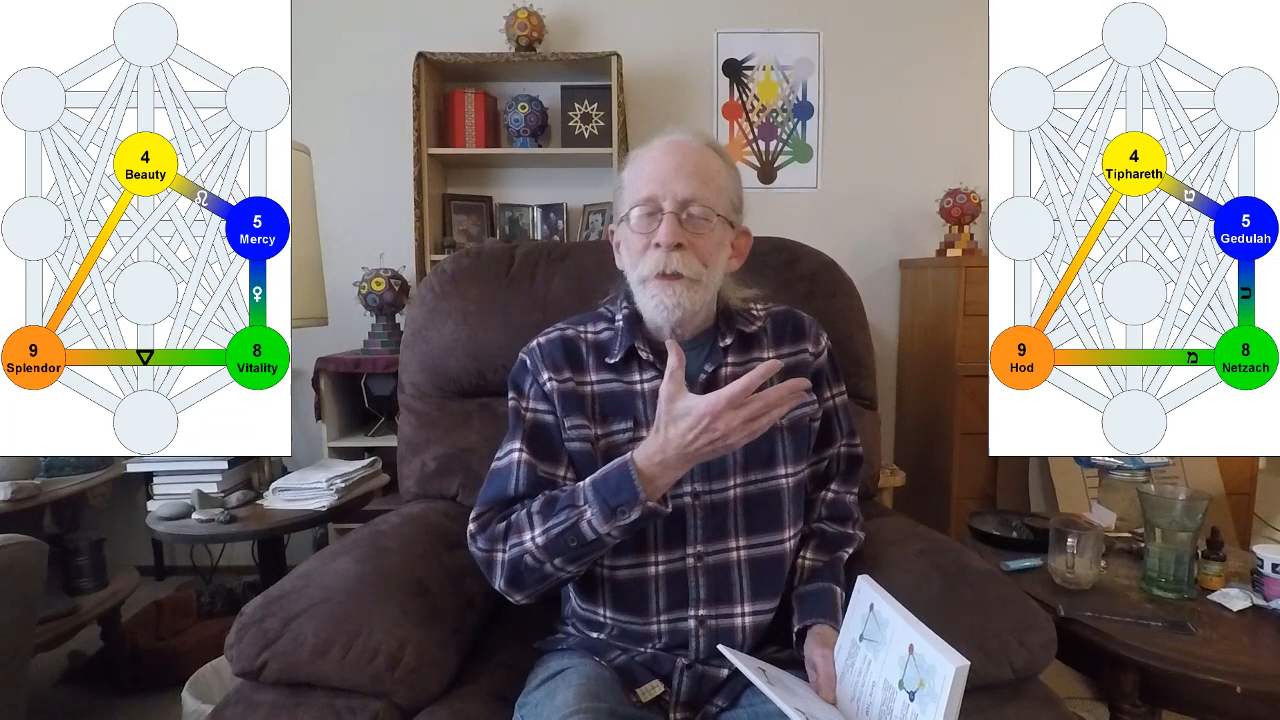 4
Beauty
♌
5
Mercy
♀
9
Splendor
8
Vitality
4
Tiphareth
ט
5
Gedulah
9
Hod
מ
8
Netzach